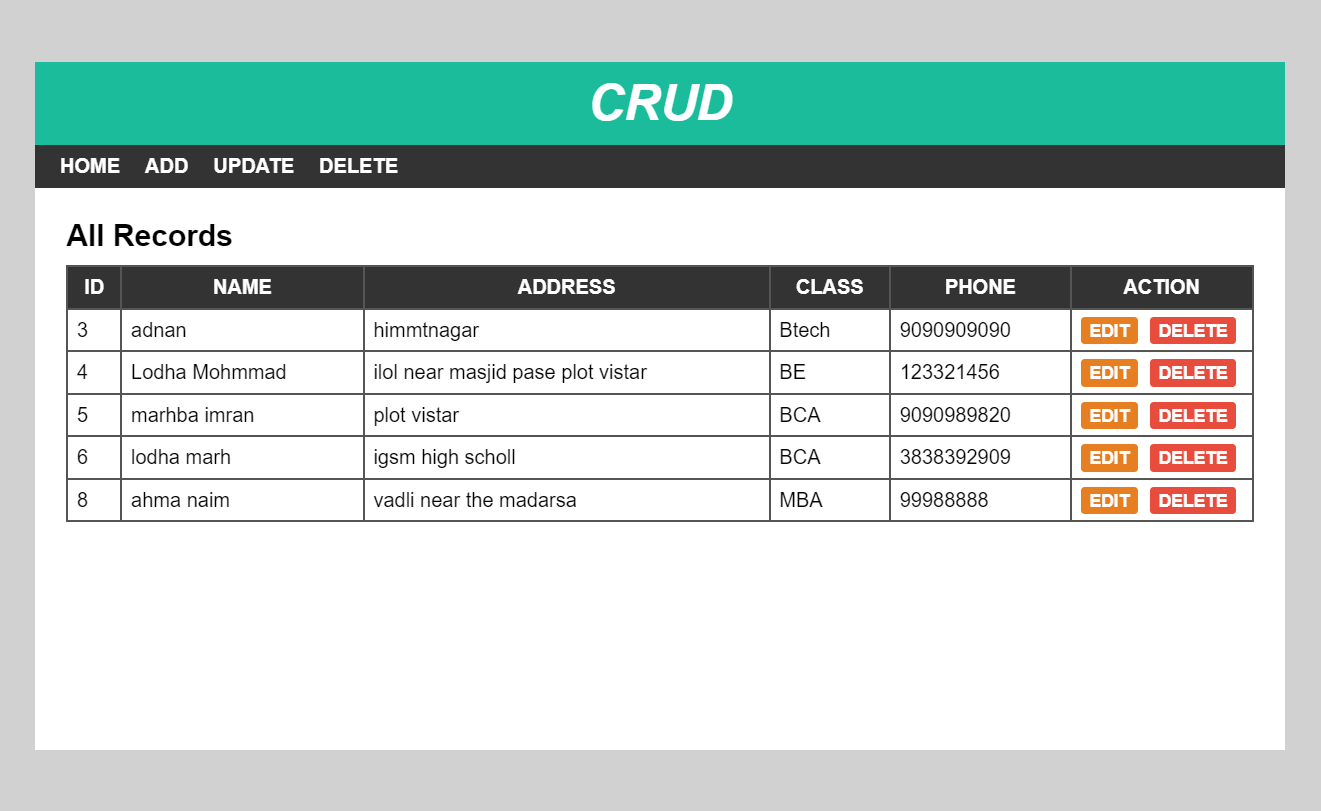 CRUD
HOME ADD UPDATE DELETE
All Records
ID NAME ADDRESS CLASS PHONE ACTION
3 adnan himmtnagar Btech 9090909090 EDIT DELETE
4 Lodha Mohmmad ilol near masjid pase plot vistar BE 123321456 EDIT DELETE
5 marhba imran plot vistar BCA 9090989820 EDIT DELETE
6 lodha marh igsm high scholl BCA 3838392909 EDIT DELETE
8 ahma naim vadli near the madarsa MBA 99988888 EDIT DELETE